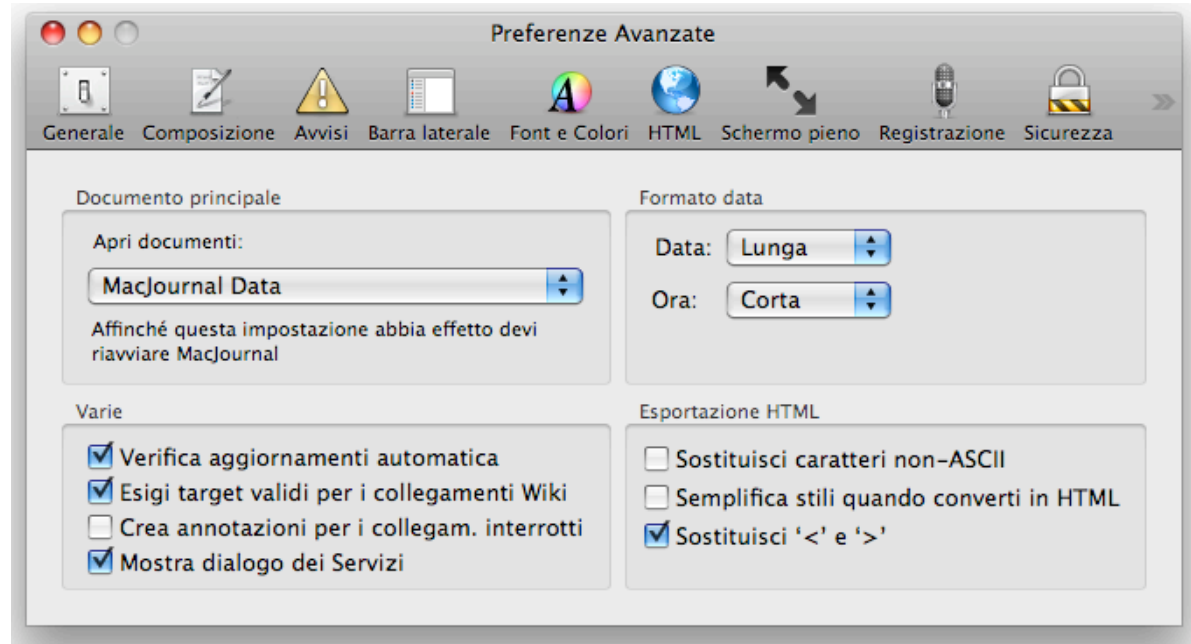 Preferenze Avanzate
Generale Composizione Avvisi Barra laterale Font e Colori HTML Schermo pieno Registrazione Sicurezza
Documento principale
Apri documenti:
MacJournal Data
Affinché questa impostazione abbia effetto devi
riavviare MacJournal
Formato data
Data: Lunga
Ora: Corta
Varie
Verifica aggiornamenti automatica
Esigi target validi per i collegamenti Wiki
Crea annotazioni per i collegam. interrotti
Mostra dialogo dei Servizi
Esportazione HTML
Sostituisci caratteri non-ASCII
Semplifica stili quando converti in HTML
Sostituisci ‘<’ e ‘>’